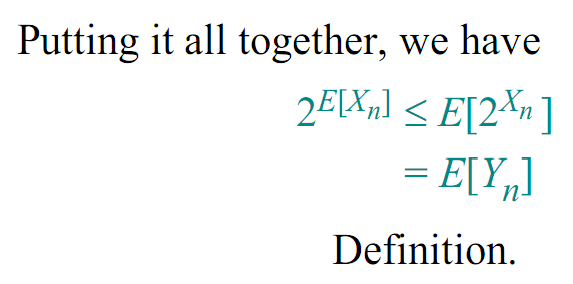 Putting it all together, we have
2^{E[X_n]} ≤ E[2^{X_n}]
= E[Y_n]
Definition.